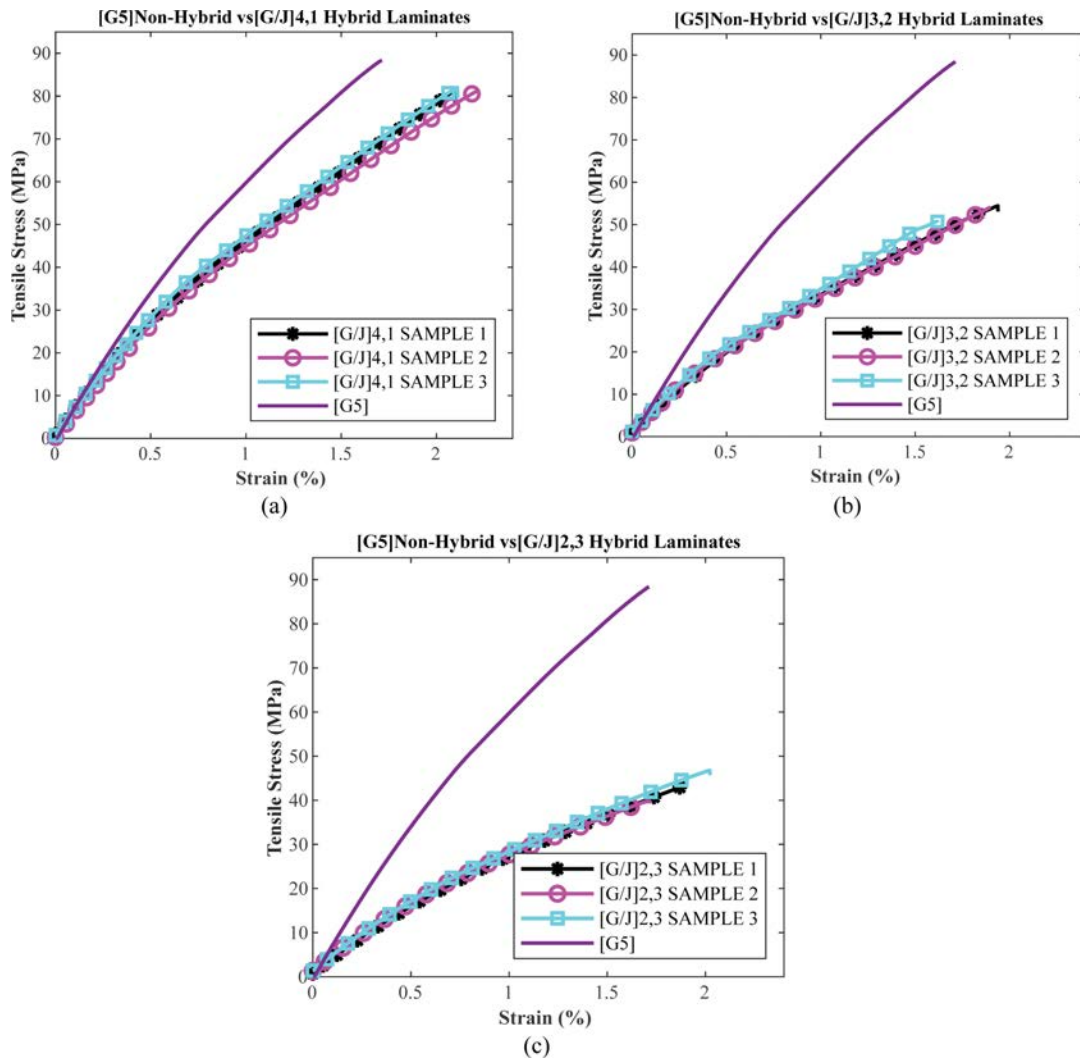 [G5]Non-Hybrid vs[G/J]4,1 Hybrid Laminates
90
80
70
60
50
40
30
20
10
0
Tensile Stress (MPa)
[G/J]4,1 SAMPLE 1
[G/J]4,1 SAMPLE 2
[G/J]4,1 SAMPLE 3
[G5]
0 0.5 1 1.5 2
Strain (%)
(a)
[G5]Non-Hybrid vs[G/J]3,2 Hybrid Laminates
90
80
70
60
50
40
30
20
10
0
Tensile Stress (MPa)
[G/J]3,2 SAMPLE 1
[G/J]3,2 SAMPLE 2
[G/J]3,2 SAMPLE 3
[G5]
0 0.5 1 1.5 2
Strain (%)
(b)
[G5]Non-Hybrid vs[G/J]2,3 Hybrid Laminates
90
80
70
60
50
40
30
20
10
0
Tensile Stress (MPa)
[G/J]2,3 SAMPLE 1
[G/J]2,3 SAMPLE 2
[G/J]2,3 SAMPLE 3
[G5]
0 0.5 1 1.5 2
Strain (%)
(c)